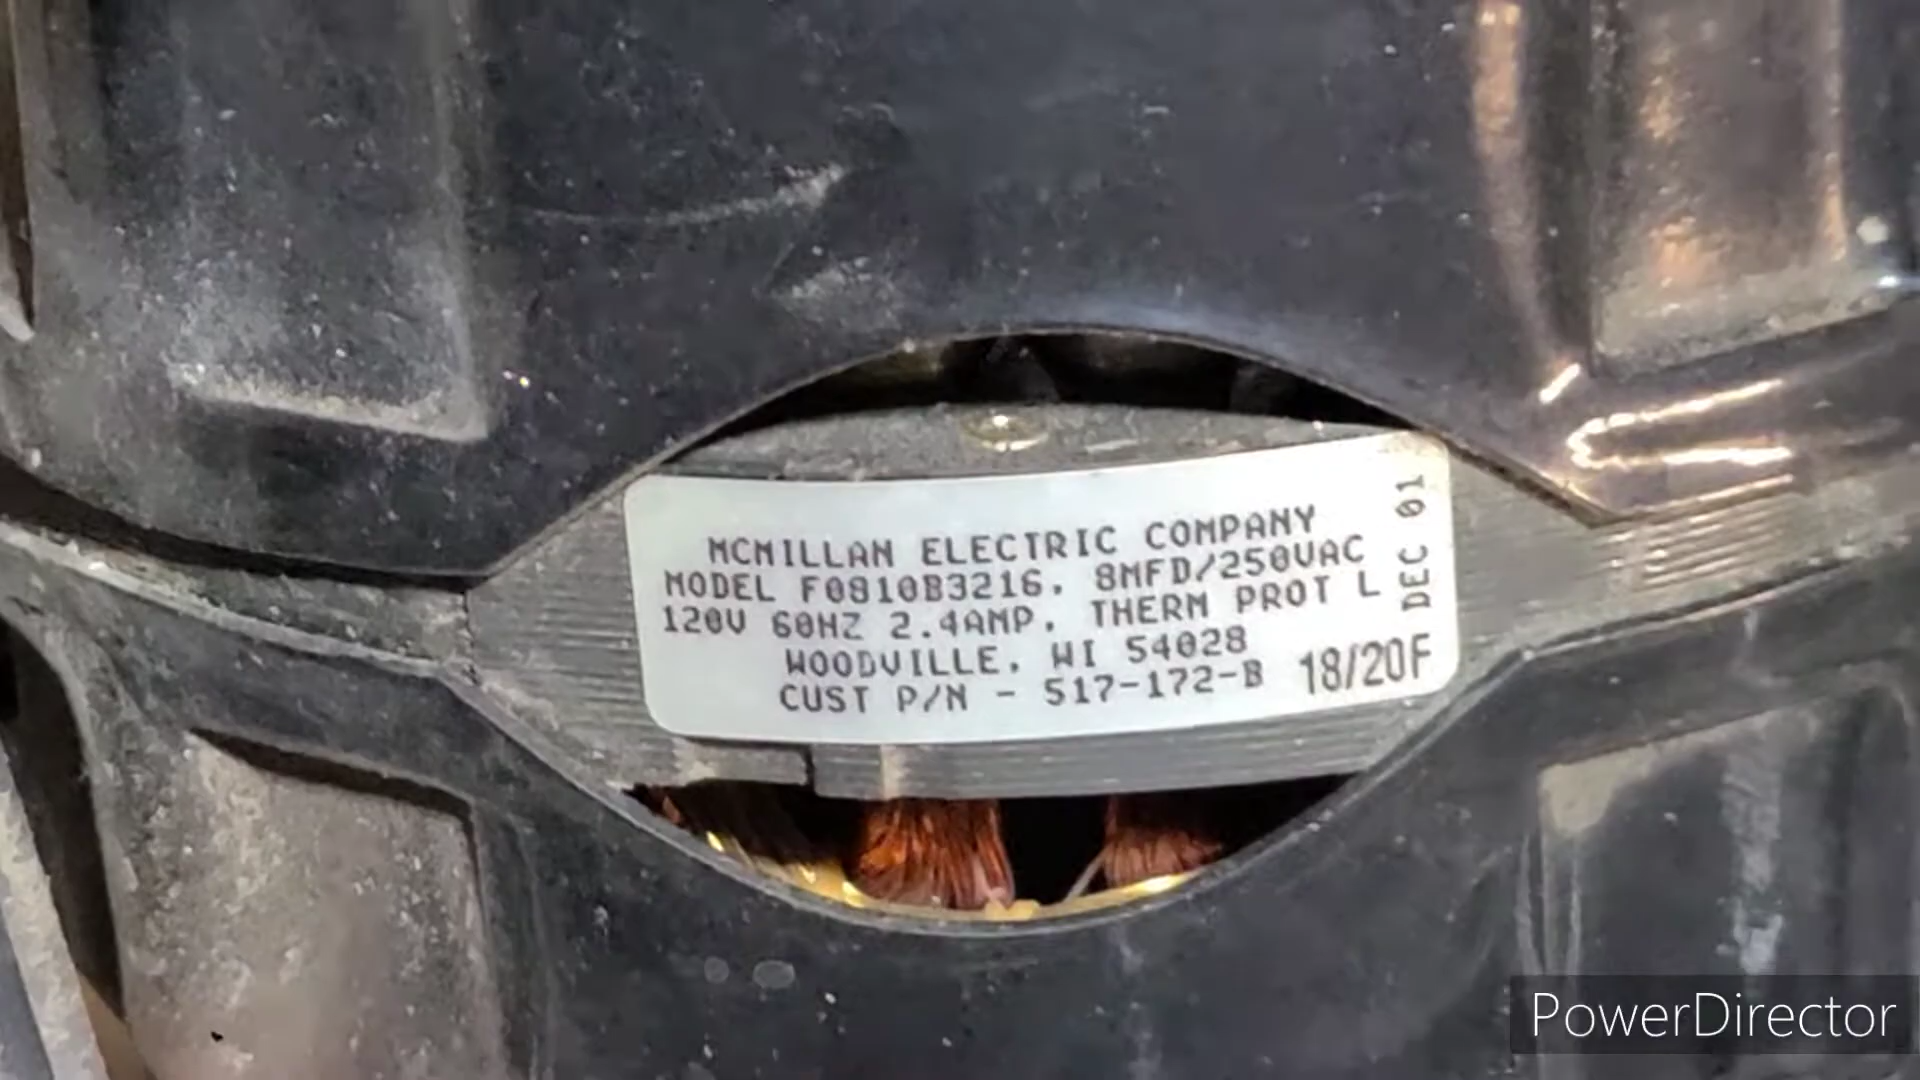 MCMILLAN ELECTRIC COMPANY
MODEL F0810B3216, 8MFD/250VAC
120V 60HZ 2.4AMP, THERM PROT L
WOODVILLE, WI 54028
CUST P/N - 517-172-B
18/20F
DEC 01
PowerDirector